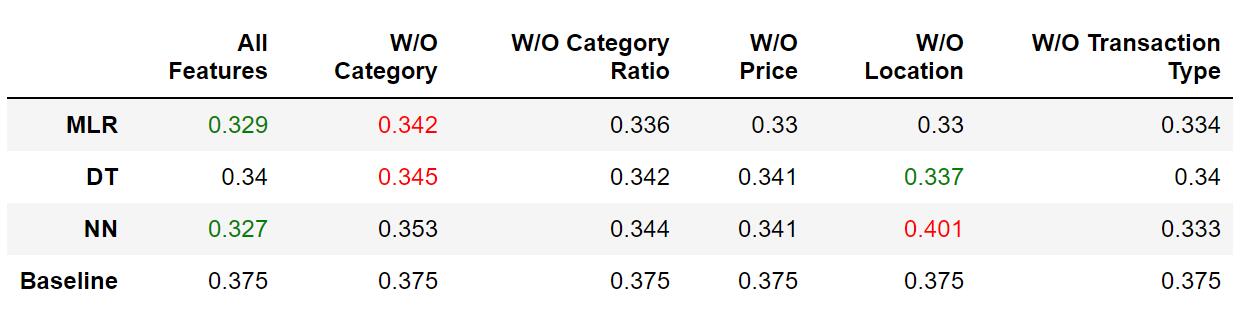 All Features W/O Category W/O Category Ratio W/O Price W/O Location W/O Transaction Type
MLR 0.329 0.342 0.336 0.33 0.33 0.334
DT 0.34 0.345 0.342 0.341 0.337 0.34
NN 0.327 0.353 0.344 0.341 0.401 0.333
Baseline 0.375 0.375 0.375 0.375 0.375 0.375